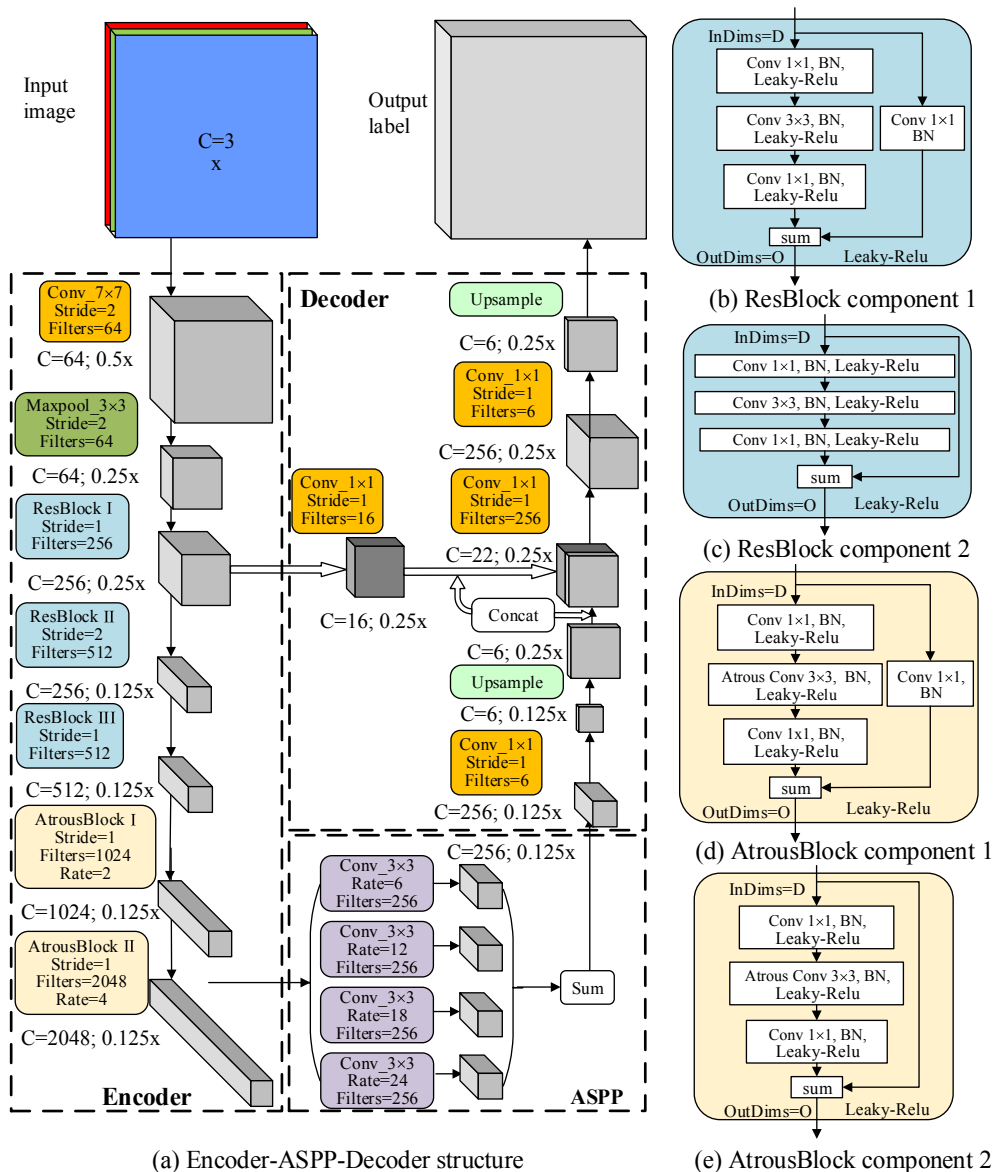 Input
image
C=3
x
Output
label
Conv_7×7
Stride=2
Filters=64
C=64; 0.5x
Maxpool_3×3
Stride=2
Filters=64
C=64; 0.25x
ResBlock I
Stride=1
Filters=256
C=256; 0.25x
ResBlock II
Stride=2
Filters=512
C=256; 0.125x
ResBlock III
Stride=1
Filters=512
C=512; 0.125x
AtrousBlock I
Stride=1
Filters=1024
Rate=2
C=1024; 0.125x
AtrousBlock II
Stride=1
Filters=2048
Rate=4
C=2048; 0.125x
Encoder
Decoder
Upsample
C=6; 0.25x
Conv_1×1
Stride=1
Filters=6
C=256; 0.25x
Conv_1×1
Stride=1
Filters=16
Conv_1×1
Stride=1
Filters=256
C=22; 0.25x
C=16; 0.25x
Concat
C=6; 0.25x
Upsample
C=6; 0.125x
Conv_1×1
Stride=1
Filters=6
C=256; 0.125x
C=256; 0.125x
Conv_3×3
Rate=6
Filters=256
Conv_3×3
Rate=12
Filters=256
Conv_3×3
Rate=18
Filters=256
Conv_3×3
Rate=24
Filters=256
Sum
ASPP
(a) Encoder-ASPP-Decoder structure
InDims=D
Conv 1×1, BN,
Leaky-Relu
Conv 3×3, BN,
Leaky-Relu
Conv 1×1
BN
Conv 1×1, BN,
Leaky-Relu
sum
OutDims=O
Leaky-Relu
(b) ResBlock component 1
InDims=D
Conv 1×1, BN, Leaky-Relu
Conv 3×3, BN, Leaky-Relu
Conv 1×1, BN, Leaky-Relu
sum
OutDims=O
Leaky-Relu
(c) ResBlock component 2
InDims=D
Conv 1×1, BN,
Leaky-Relu
Atrous Conv 3×3, BN,
Leaky-Relu
Conv 1×1,
BN
Conv 1x1, BN,
Leaky-Relu
sum
OutDims=O
Leaky-Relu
(d) AtrousBlock component 1
InDims=D
Conv 1×1, BN,
Leaky-Relu
Atrous Conv 3×3, BN,
Leaky-Relu
Conv 1×1, BN,
Leaky-Relu
sum
OutDims=O
Leaky-Relu
(e) AtrousBlock component 2